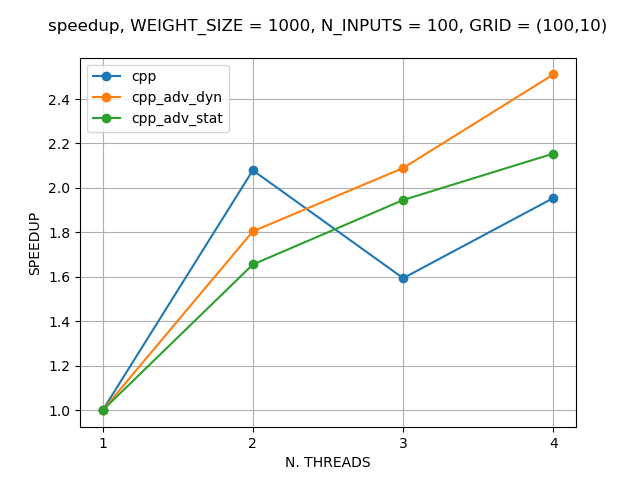 speedup, WEIGHT_SIZE = 1000, N_INPUTS = 100, GRID = (100,10)
cpp
cpp_adv_dyn
cpp_adv_stat
SPEEDUP
2.4
2.2
2.0
1.8
1.6
1.4
1.2
1.0
1 2 3 4
N. THREADS